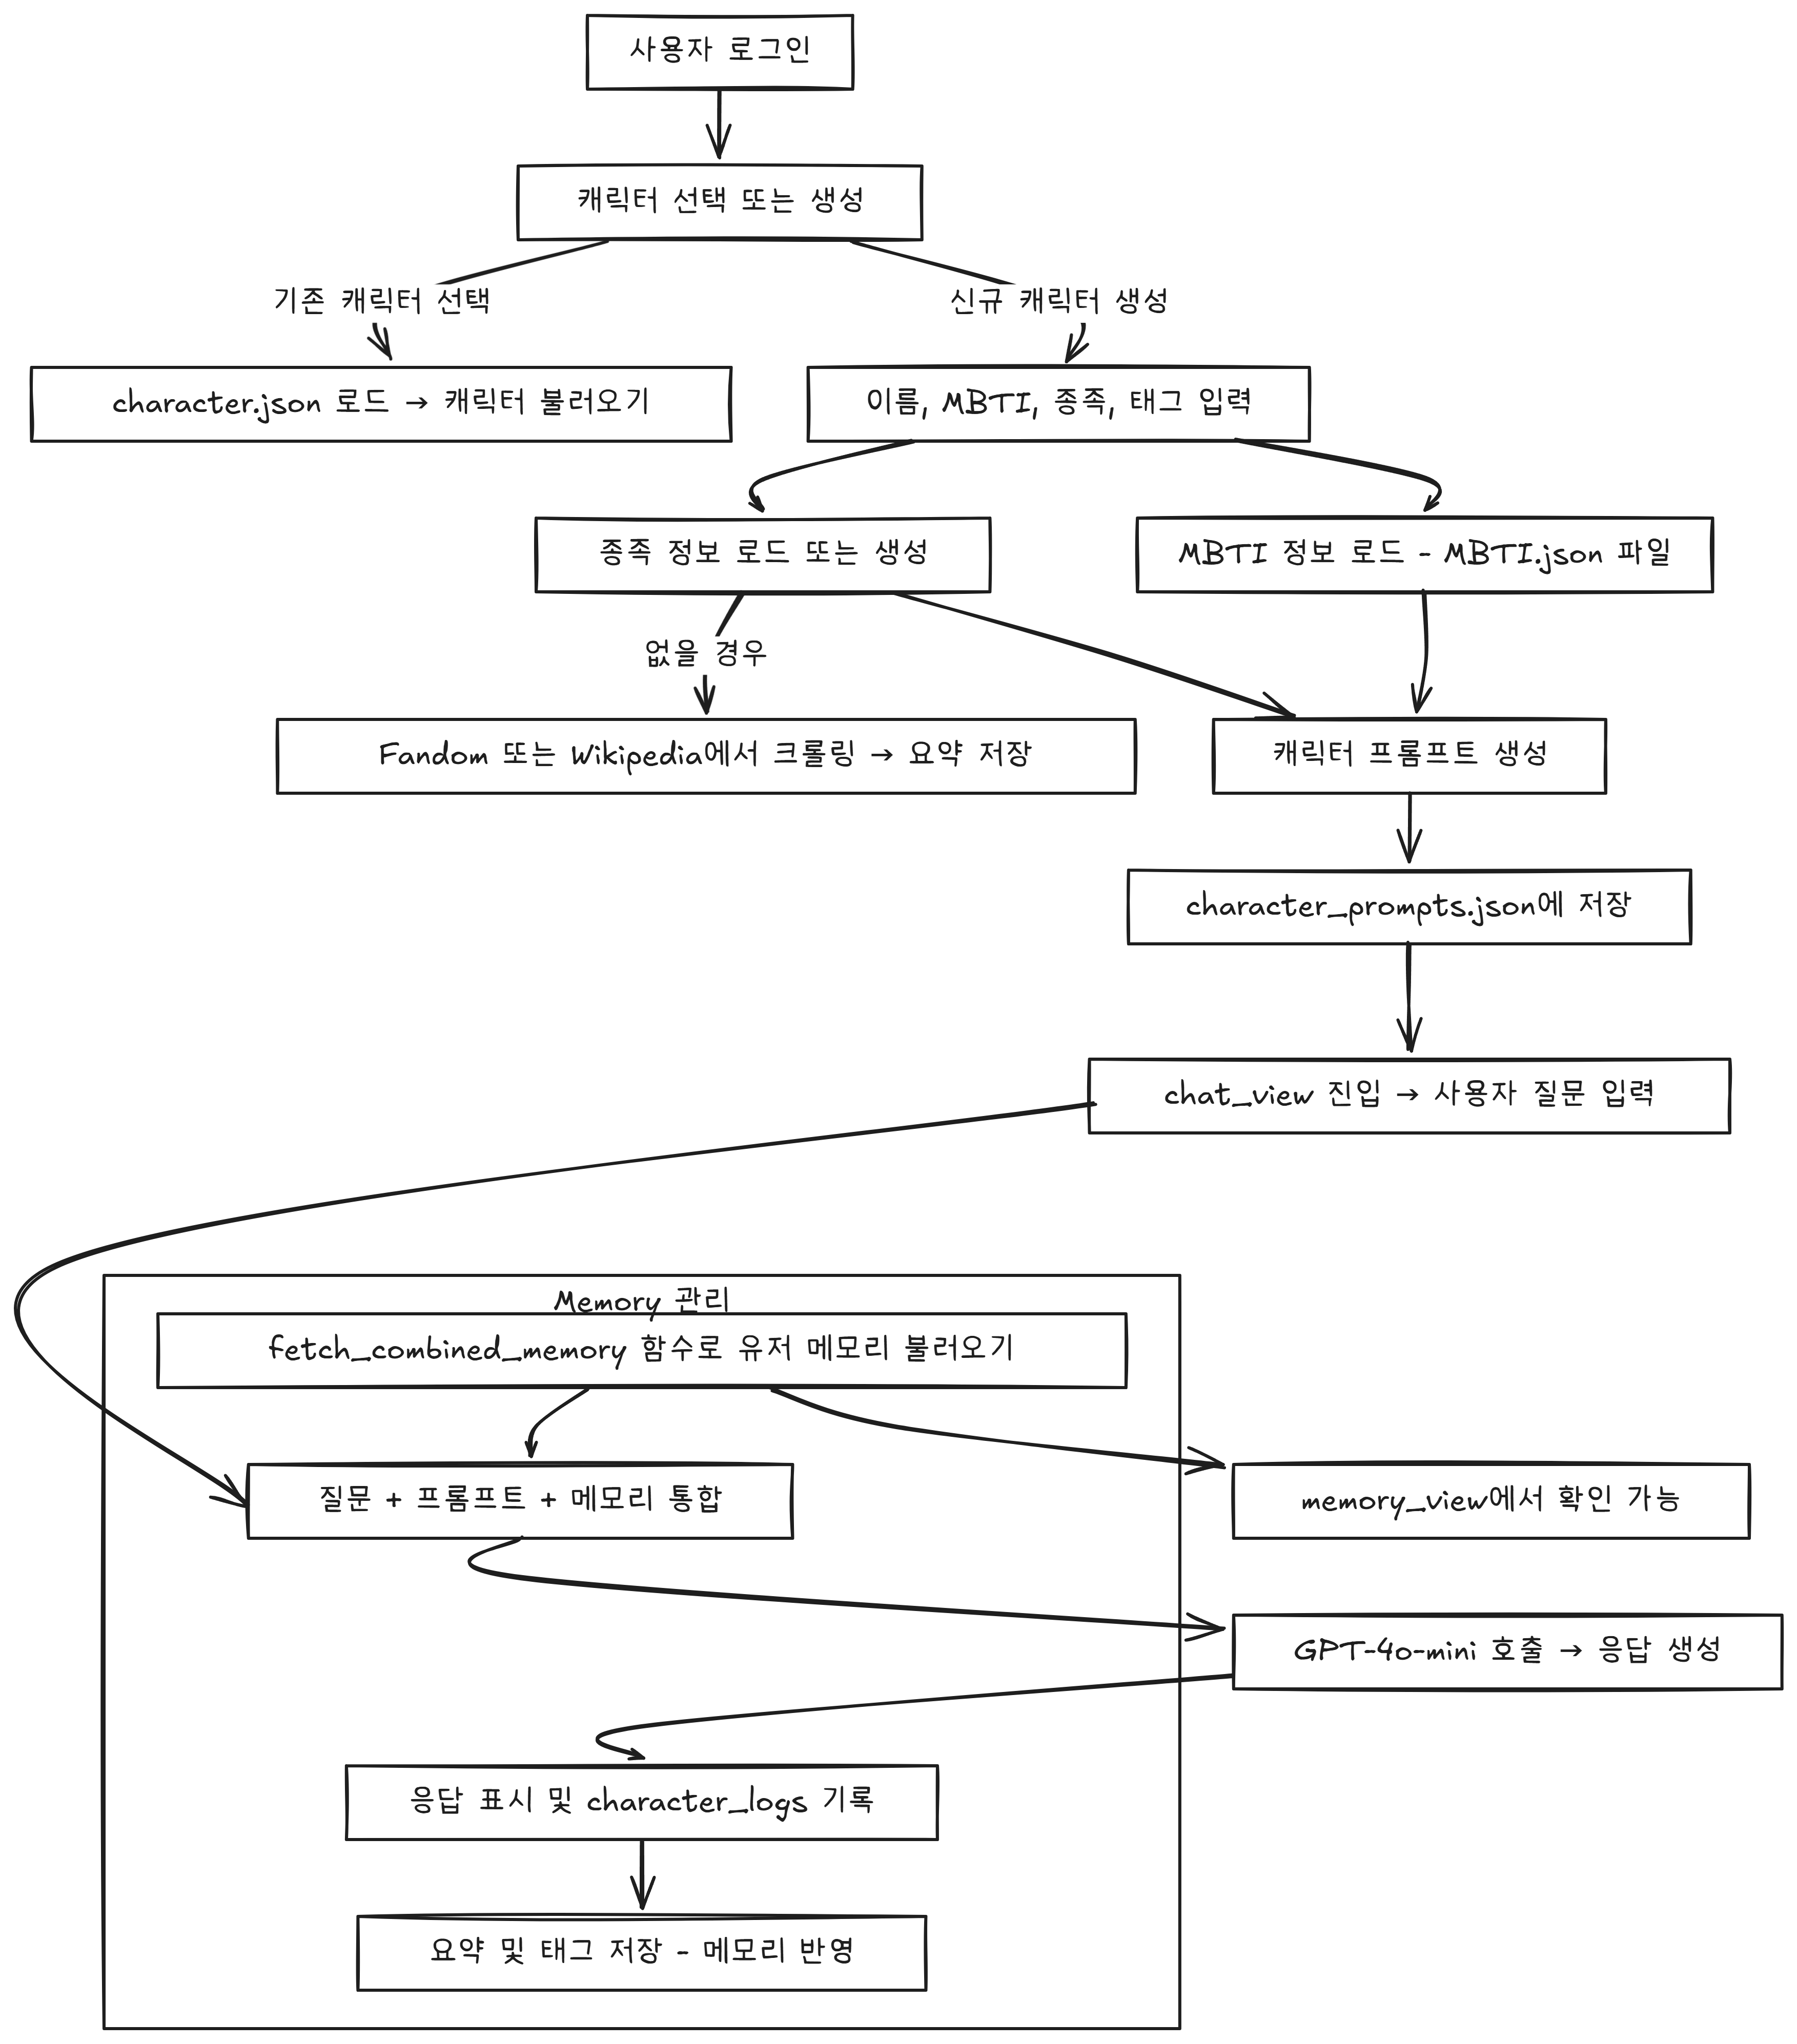 사용자 로그인
캐릭터 선택 또는 생성
기존 캐릭터 선택
신규 캐릭터 생성
character.json 로드 → 캐릭터 불러오기
이름, MBTI, 종족, 태그 입력
종족 정보 로드 또는 생성
MBTI 정보 로드 - MBTI.json 파일
없을 경우
Fandom 또는 Wikipedia에서 크롤링 → 요약 저장
캐릭터 프롬프트 생성
character_prompts.json에 저장
chat_view 진입 → 사용자 질문 입력
Memory 관리
fetch_combined_memory 함수로 유저 메모리 불러오기
질문 + 프롬프트 + 메모리 통합
memory_view에서 확인 가능
GPT-4o-mini 호출 → 응답 생성
응답 표시 및 character_logs 기록
요약 및 태그 저장 - 메모리 반영